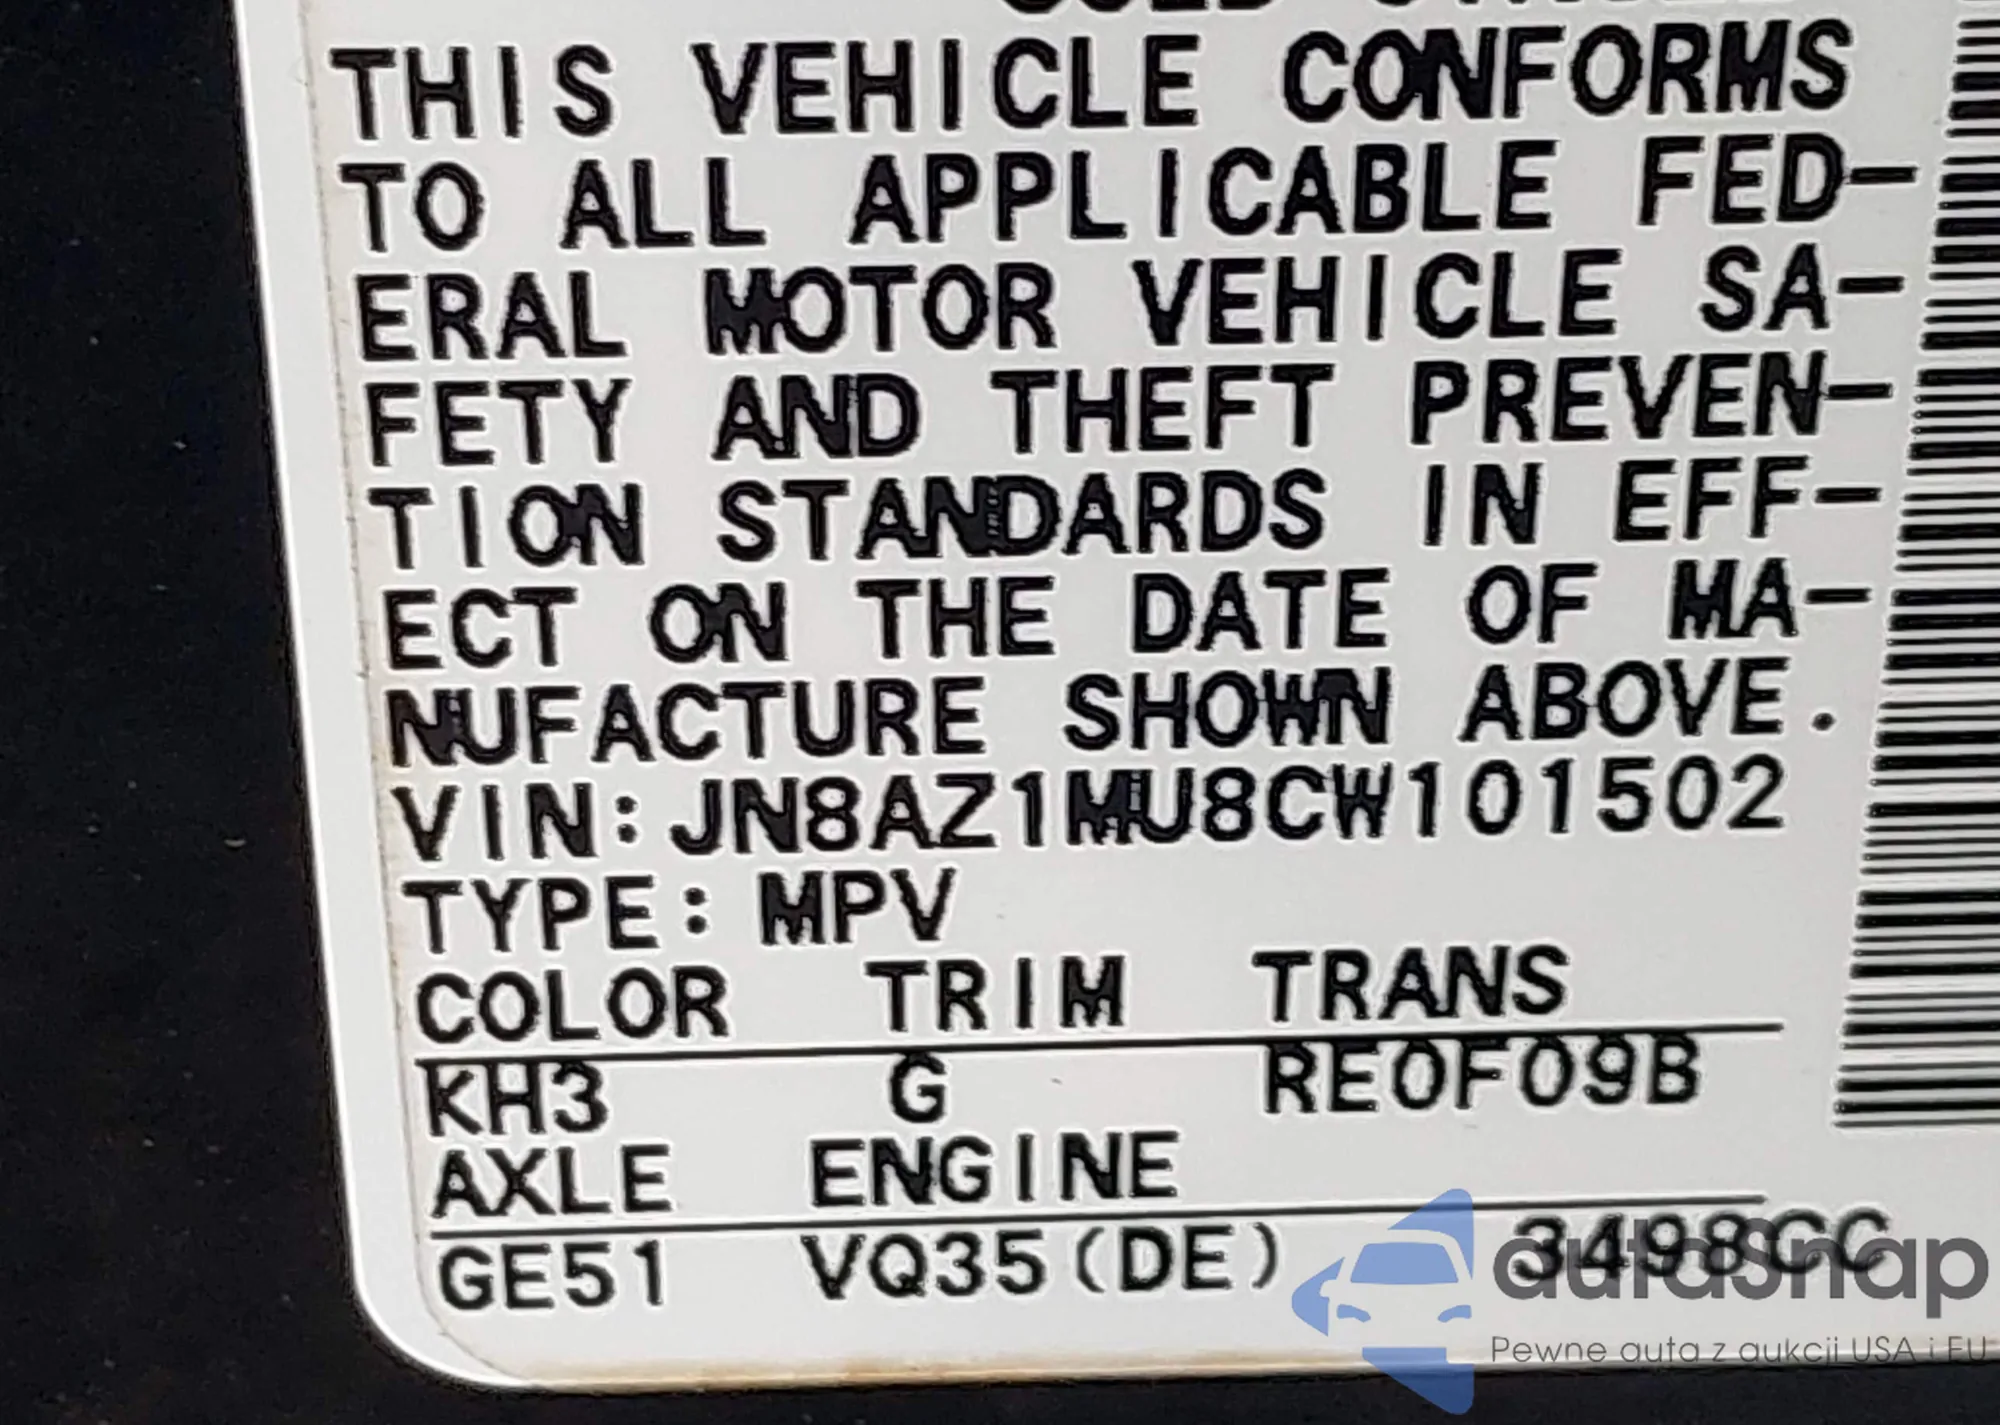 THIS VEHICLE CONFORMS
TO ALL APPLICABLE FED-
ERAL MOTOR VEHICLE SA-
FETY AND THEFT PREVEN-
TION STANDARDS IN EFF-
ECT ON THE DATE OF MA-
NUFACTURE SHOWN ABOVE.
VIN:JN8AZ1MU8CW101502
TYPE:MPV
COLOR TRIM TRANS
KH3 G RE0F09B
AXLE ENGINE
GE51 VQ35(DE) 3498CC
autosnap
Pewne auta z aukcji USA i EU